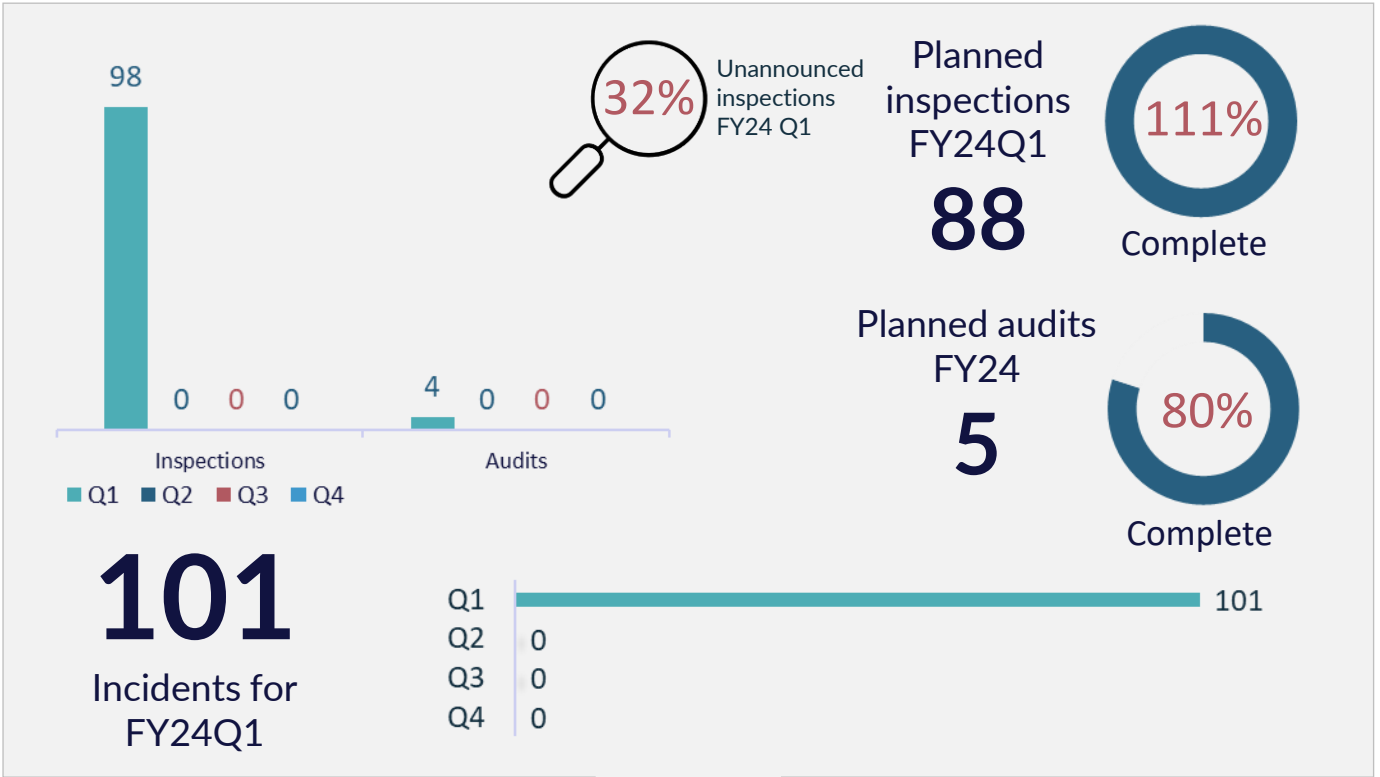 98
0 0 0
4
0 0 0
Inspections
Audits
Q1 Q2 Q3 Q4
32%
Unannounced
inspections
FY24 Q1
Planned
inspections
FY24Q1
88
111%
Complete
Planned audits
FY24
5
80%
Complete
101
Incidents for
FY24Q1
Q1 101
Q2 0
Q3 0
Q4 0